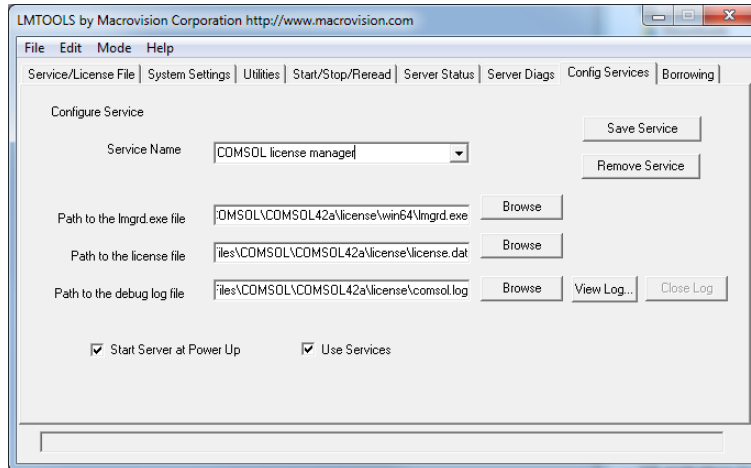 LMTOOLS by Macrovision Corporation http://www.macrovision.com
File Edit Mode Help
Service/License File System Settings Utilities Start/Stop/Reread Server Status Server Diags Config Services Borrowing
Configure Service
Save Service
Service Name COMSOL license manager
Remove Service
Path to the lmgrd.exe file :OMSOL\COMSOL42a\license\win64\lmgrd.exe Browse
Path to the license file iles\COMSOL\COMSOL42a\license\license.dat Browse
Path to the debug log file Files\COMSOL\COMSOL42a\license\comsol.log Browse View Log... Close Log
Start Server at Power Up Use Services